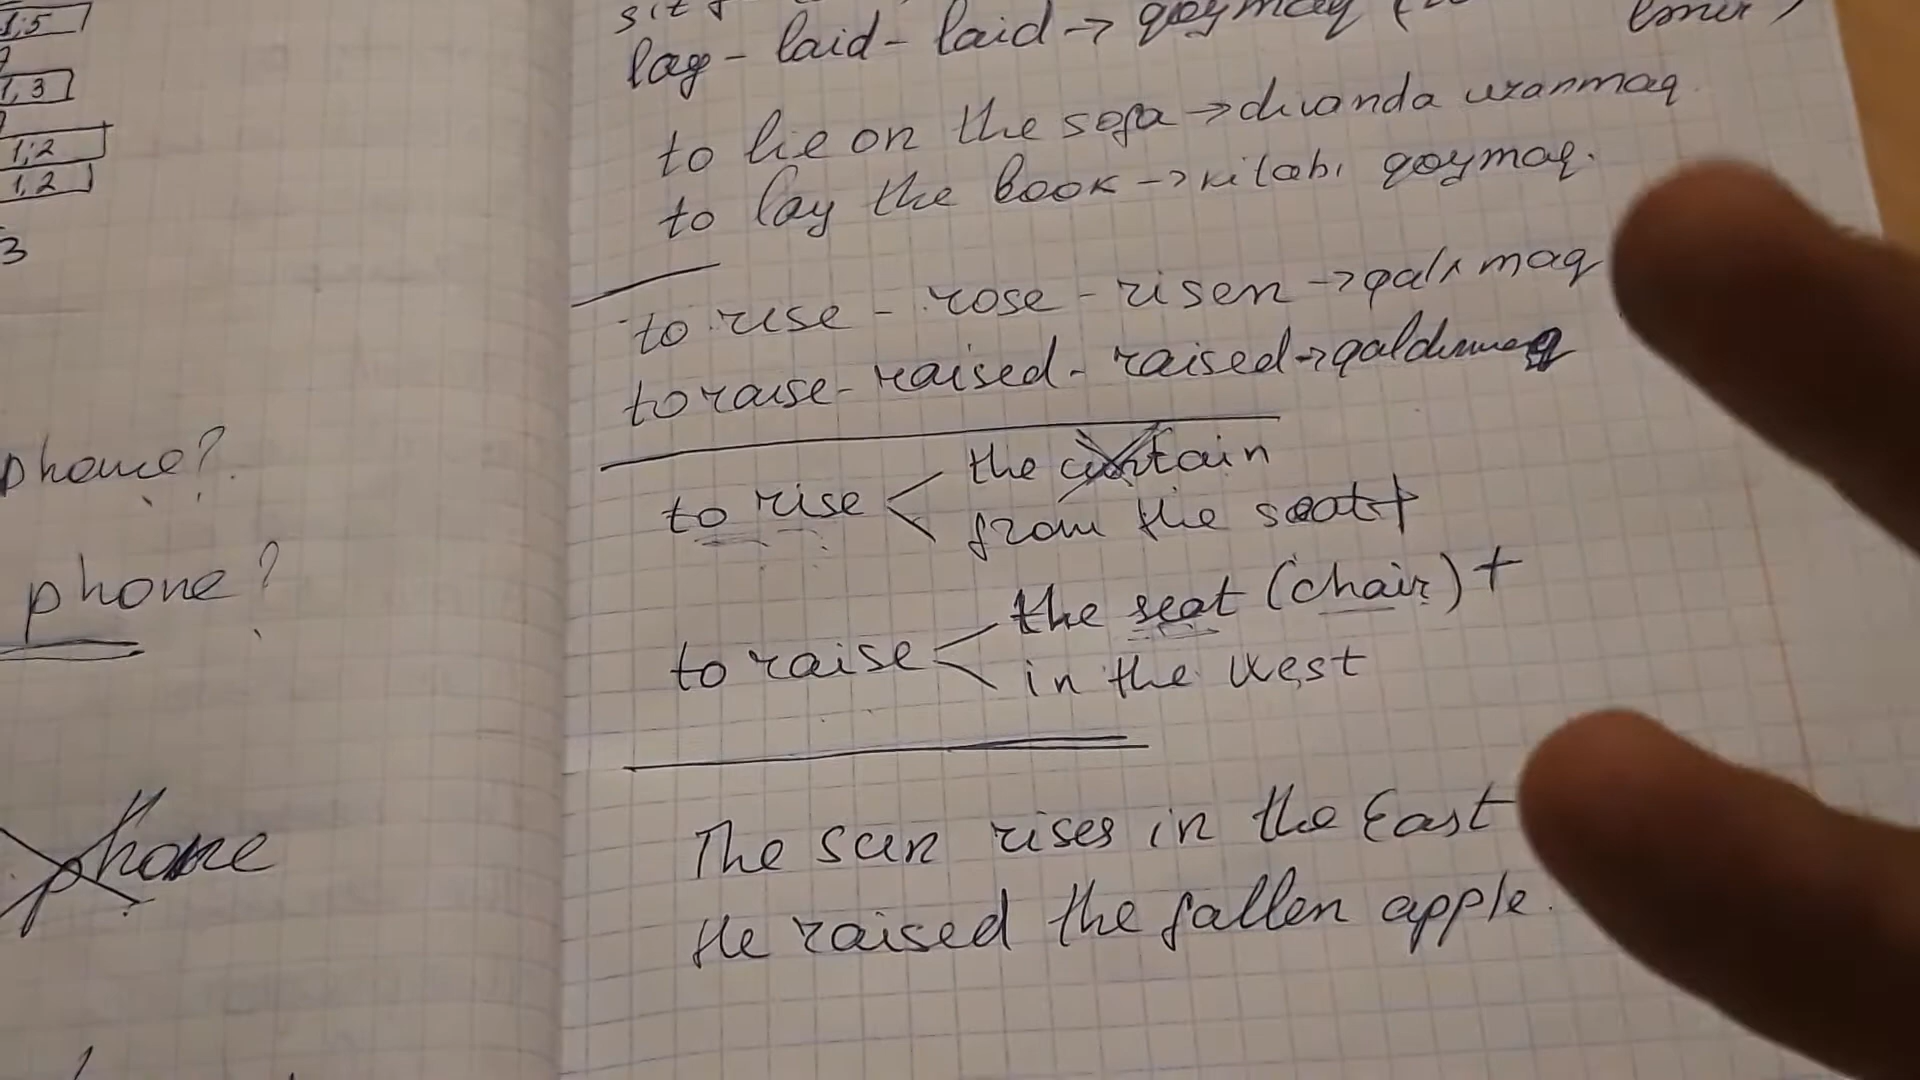 1;5
1,3
1;2
1,2
3
phone?
phone?
phone
lay - laid - laid → qoymaq (
to lie on the sofa → divanda uzanmaq
to lay the book → kitabı qoymaq.
to rise - rose - risen → qalxmaq
to raise - raised - raised → qaldırmaq
to rise < the curtain
from the seat +
to raise < the seat (chair) +
in the West
The sun rises in the East
He raised the fallen apple.